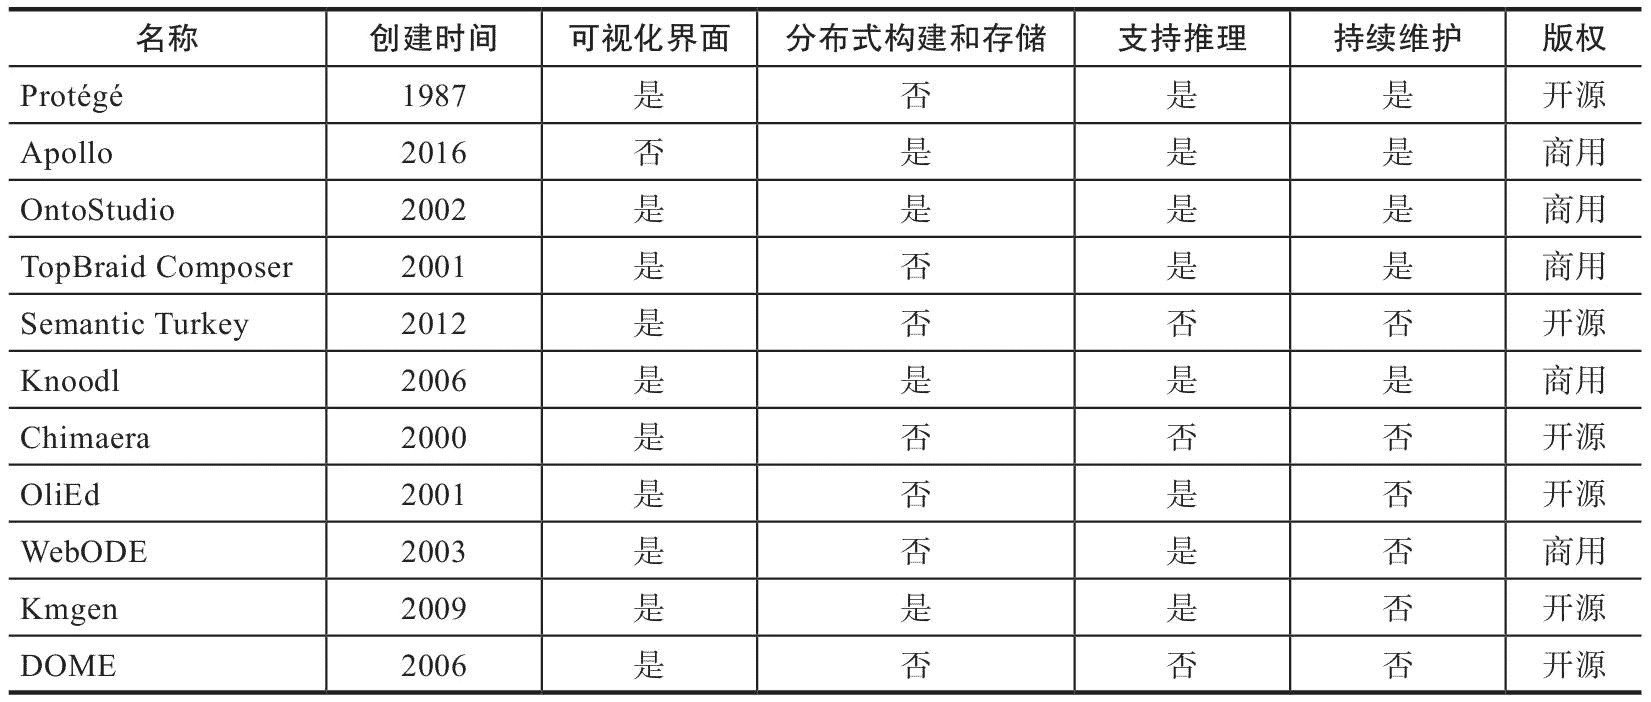 名称 创建时间 可视化界面 分布式构建和存储 支持推理 持续维护 版权
Protégé 1987 是 否 是 是 开源
Apollo 2016 否 是 是 是 商用
OntoStudio 2002 是 是 是 是 商用
TopBraid Composer 2001 是 否 是 是 商用
Semantic Turkey 2012 是 否 否 否 开源
Knoodl 2006 是 是 是 是 商用
Chimaera 2000 是 否 否 否 开源
OliEd 2001 是 否 是 否 开源
WebODE 2003 是 否 是 否 商用
Kmgen 2009 是 是 是 否 开源
DOME 2006 是 否 否 否 开源